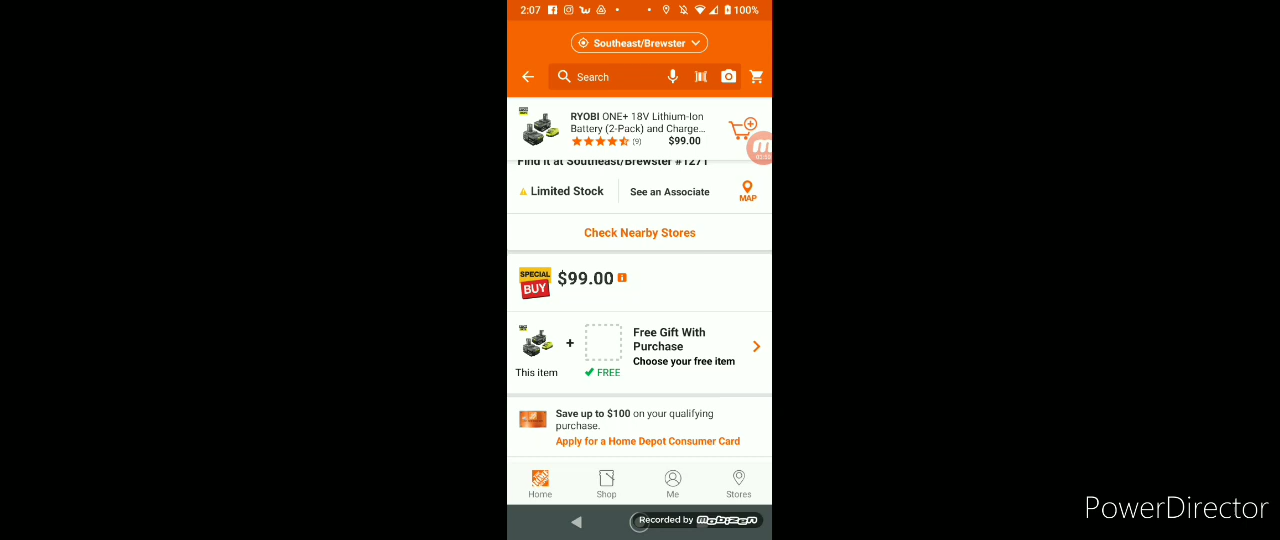 2:07
100%
Southeast/Brewster
Search
RYOBI ONE+ 18V Lithium-Ion
Battery (2-Pack) and Charge...
(9) $99.00
Find it at Southeast/Brewster #1271
Limited Stock
See an Associate
MAP
Check Nearby Stores
SPECIAL
BUY
$99.00
Free Gift With
Purchase
Choose your free item
+
This item
FREE
Save up to $100 on your qualifying
purchase.
Apply for a Home Depot Consumer Card
Home
Shop
Me
Stores
Recorded by mobizen
PowerDirector